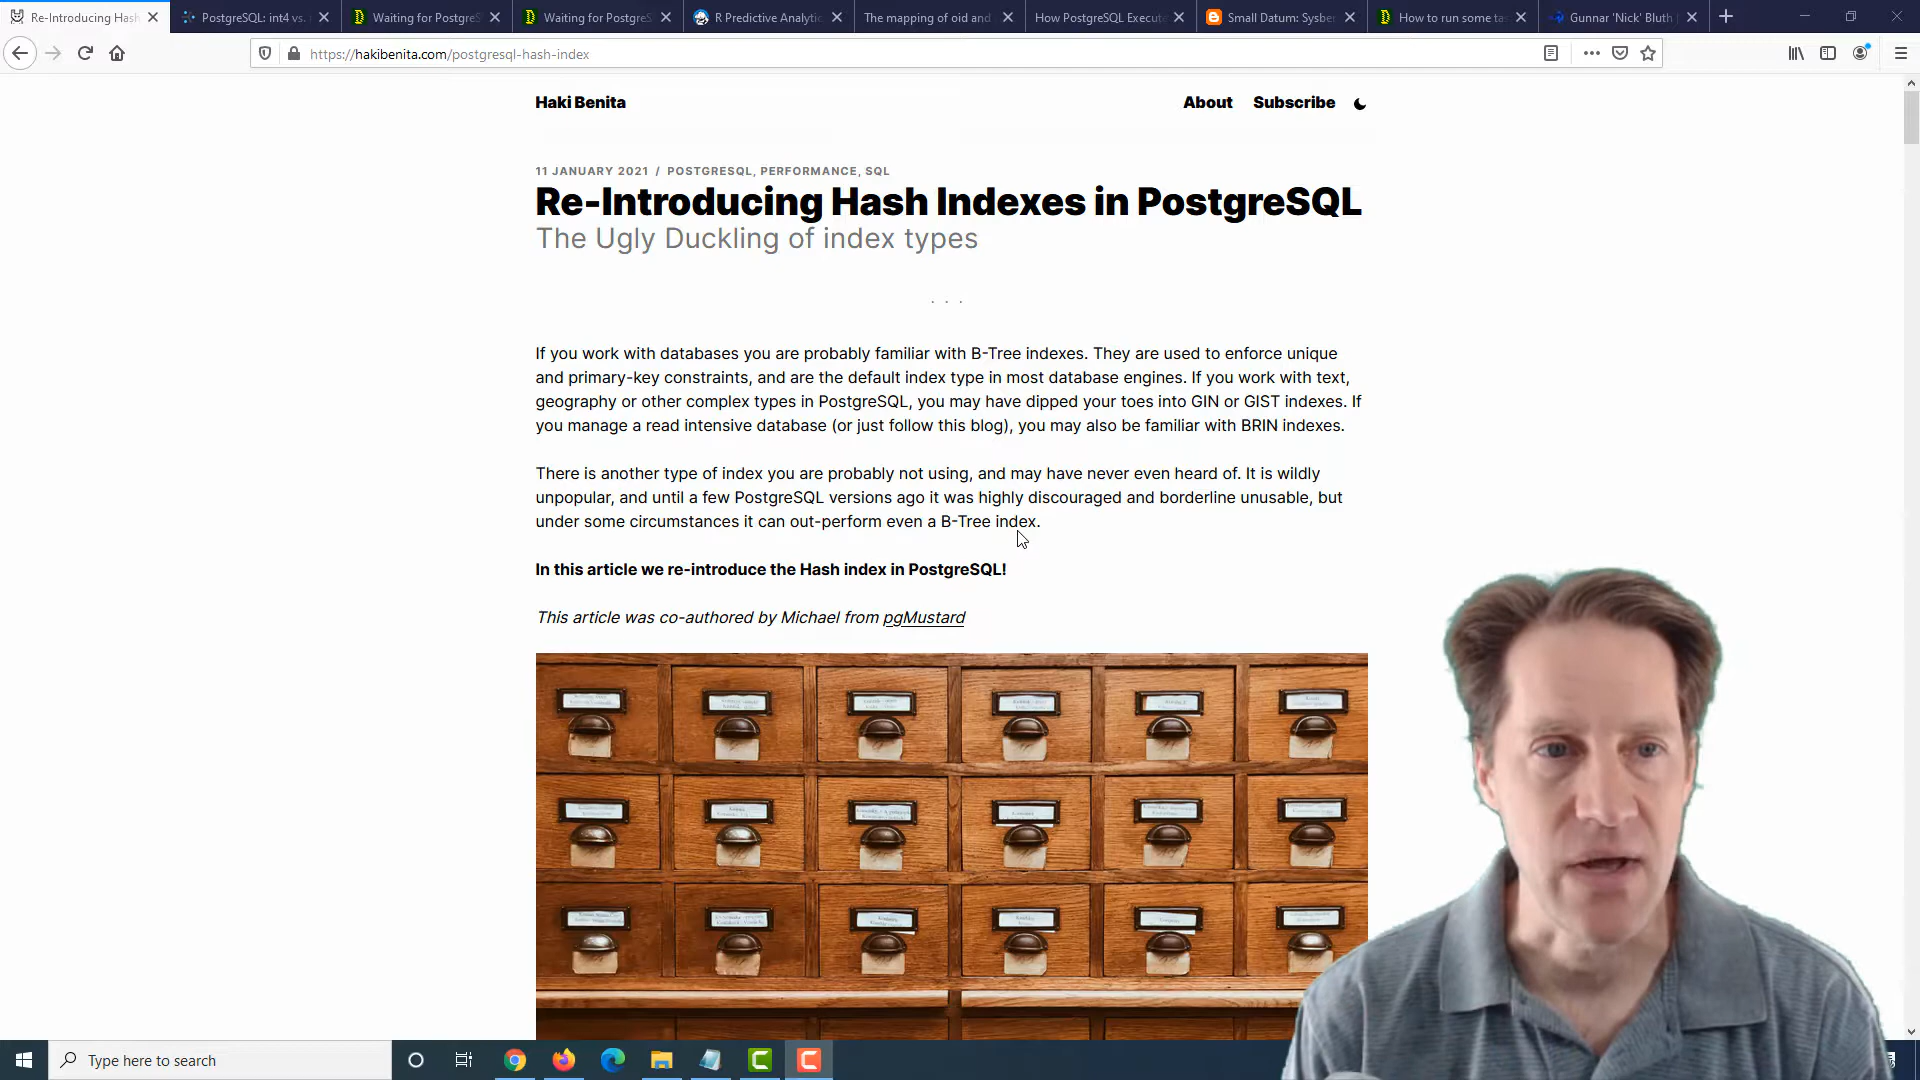 Re-Introducing Hash
PostgreSQL: int4 vs.
Waiting for PostgreS
Waiting for PostgreS
R Predictive Analytic
The mapping of oid and
How PostgreSQL Execut
Small Datum: Sysbe
How to run some ta
Gunnar 'Nick' Bluth
https://hakibenita.com/postgresql-hash-index
Haki Benita
About
Subscribe
11 JANUARY 2021 / POSTGRESQL, PERFORMANCE, SQL
Re-Introducing Hash Indexes in PostgreSQL
The Ugly Duckling of index types
. . .
If you work with databases you are probably familiar with B-Tree indexes. They are used to enforce unique
and primary-key constraints, and are the default index type in most database engines. If you work with text,
geography or other complex types in PostgreSQL, you may have dipped your toes into GIN or GIST indexes. If
you manage a read intensive database (or just follow this blog), you may also be familiar with BRIN indexes.
There is another type of index you are probably not using, and may have never even heard of. It is wildly
unpopular, and until a few PostgreSQL versions ago it was highly discouraged and borderline unusable, but
under some circumstances it can out-perform even a B-Tree index.
In this article we re-introduce the Hash index in PostgreSQL!
This article was co-authored by Michael from pgMustard
Type here to search